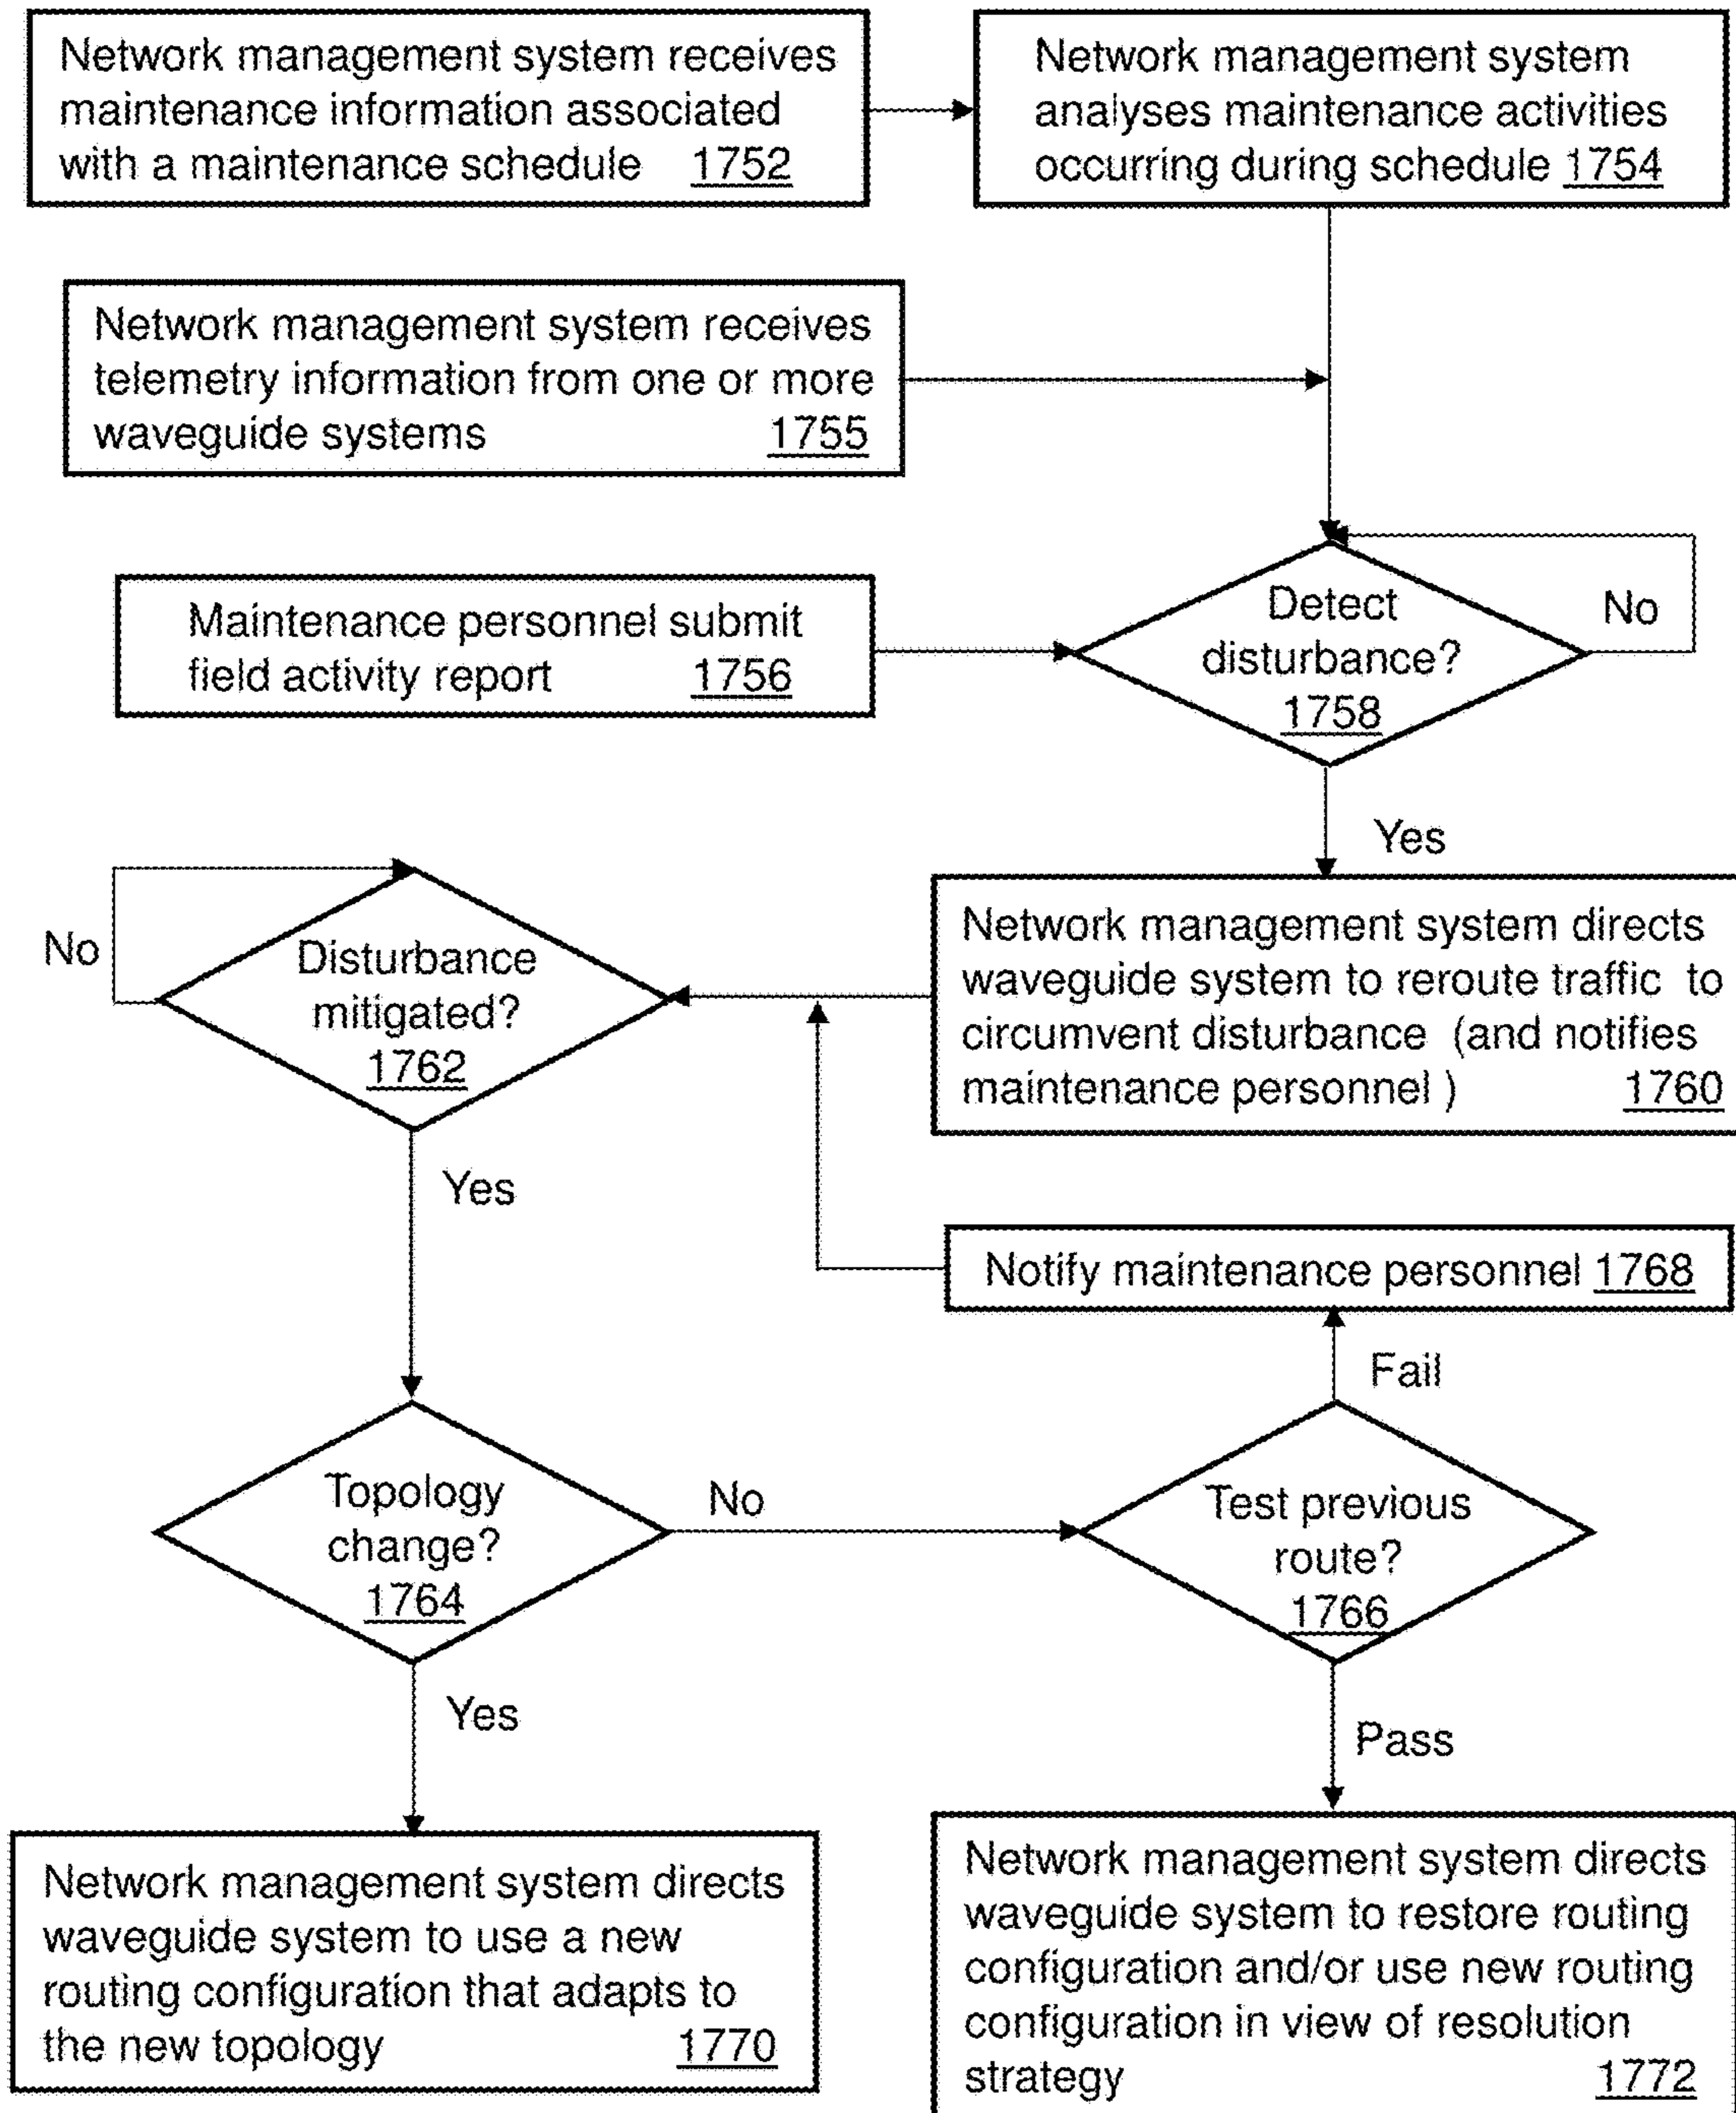 Network management system receives
maintenance information associated
with a maintenance schedule 1752
Network management system
analyses maintenance activities
occurring during schedule 1754
Network management system receives
telemetry information from one or more
waveguide systems 1755
Maintenance personnel submit
field activity report 1756
Detect
disturbance?
1758
No
Yes
Network management system directs
waveguide system to reroute traffic to
circumvent disturbance (and notifies
maintenance personnel ) 1760
No
Disturbance
mitigated?
1762
Yes
Notify maintenance personnel 1768
Fail
Topology
change?
1764
No
Test previous
route?
1766
Yes
Pass
Network management system directs
waveguide system to use a new
routing configuration that adapts to
the new topology 1770
Network management system directs
waveguide system to restore routing
configuration and/or use new routing
configuration in view of resolution
strategy 1772